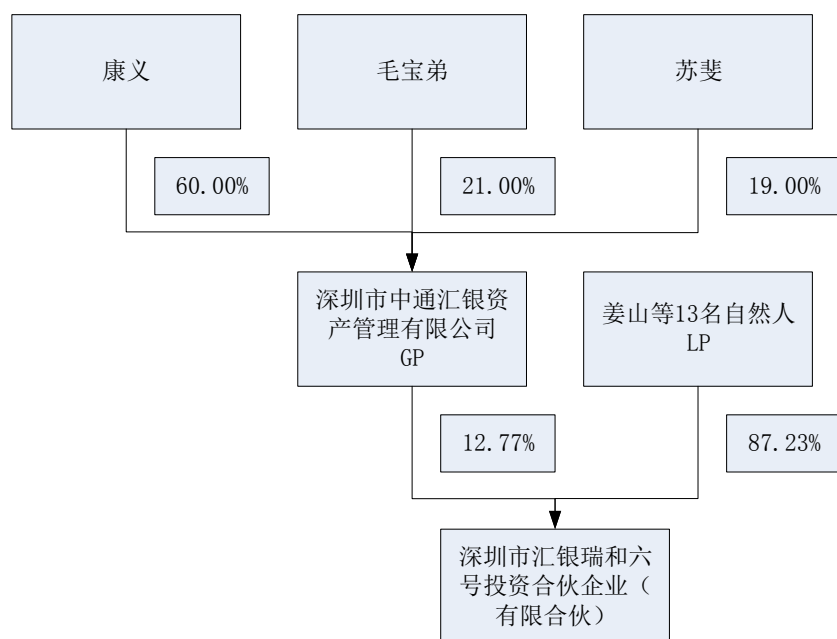 康义
毛宝弟
苏斐
60.00%
21.00%
19.00%
深圳市中通汇银资
产管理有限公司
GP
姜山等13名自然人
LP
12.77%
87.23%
深圳市汇银瑞和六
号投资合伙企业（
有限合伙）